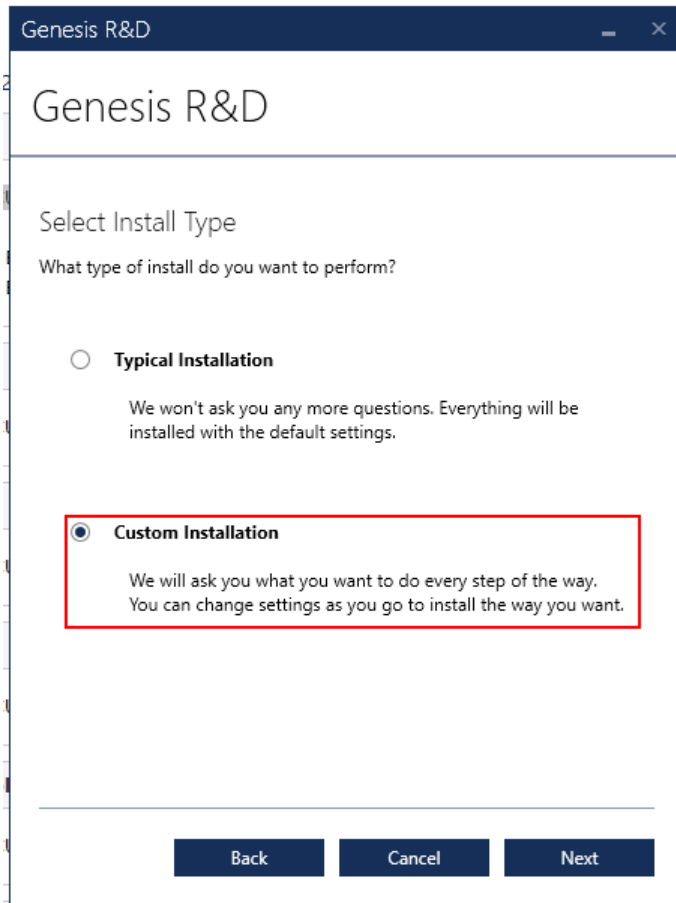 Genesis R&D
Genesis R&D
Select Install Type
What type of install do you want to perform?
Typical Installation
We won't ask you any more questions. Everything will be
installed with the default settings.
Custom Installation
We will ask you what you want to do every step of the way.
You can change settings as you go to install the way you want.
Back Cancel Next